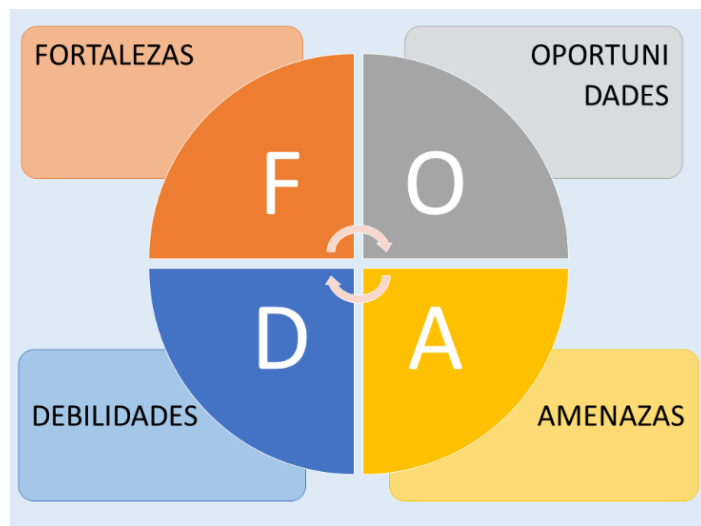 FORTALEZAS
OPORTUNI
DADES
F
O
D
A
DEBILIDADES
AMENAZAS